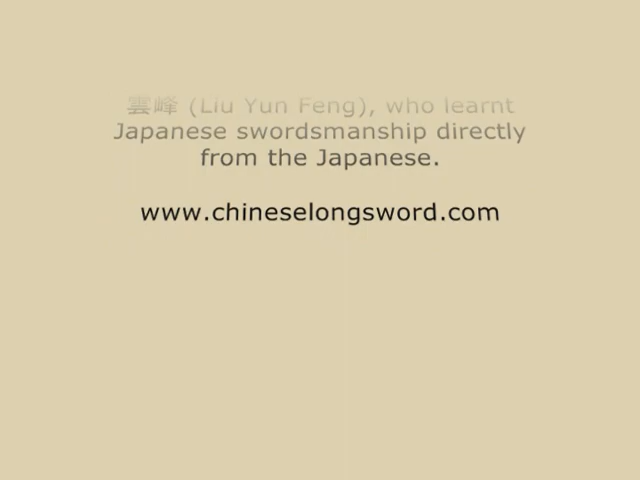 雲峰 (Liu Yun Feng), who learnt
Japanese swordsmanship directly
from the Japanese.
www.chineselongsword.com